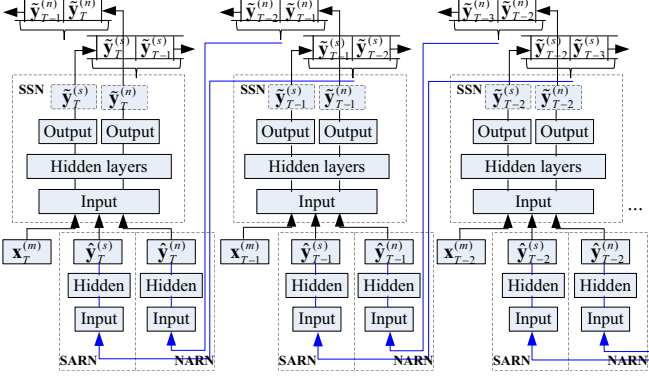 ỹ_{T-1}^{(n)} ỹ_T^{(n)} ỹ_{T-2}^{(n)} ỹ_{T-1}^{(n)} ỹ_{T-3}^{(n)} ỹ_{T-2}^{(n)}
ỹ_T^{(s)} ỹ_{T-1}^{(s)} ỹ_{T-1}^{(s)} ỹ_{T-2}^{(s)} ỹ_{T-2}^{(s)} ỹ_{T-3}^{(s)}
SSN ỹ_T^{(s)} ỹ_T^{(n)} SSN ỹ_{T-1}^{(s)} ỹ_{T-1}^{(n)} SSN ỹ_{T-2}^{(s)} ỹ_{T-2}^{(n)}
Output Output Output Output Output Output
Hidden layers Hidden layers Hidden layers
Input Input Input
...
x_T^{(m)} ŷ_T^{(s)} ŷ_T^{(n)} x_{T-1}^{(m)} ŷ_{T-1}^{(s)} ŷ_{T-1}^{(n)} x_{T-2}^{(m)} ŷ_{T-2}^{(s)} ŷ_{T-2}^{(n)}
Hidden Hidden Hidden Hidden Hidden Hidden
Input Input Input Input Input Input
SARN NARN SARN NARN SARN NARN